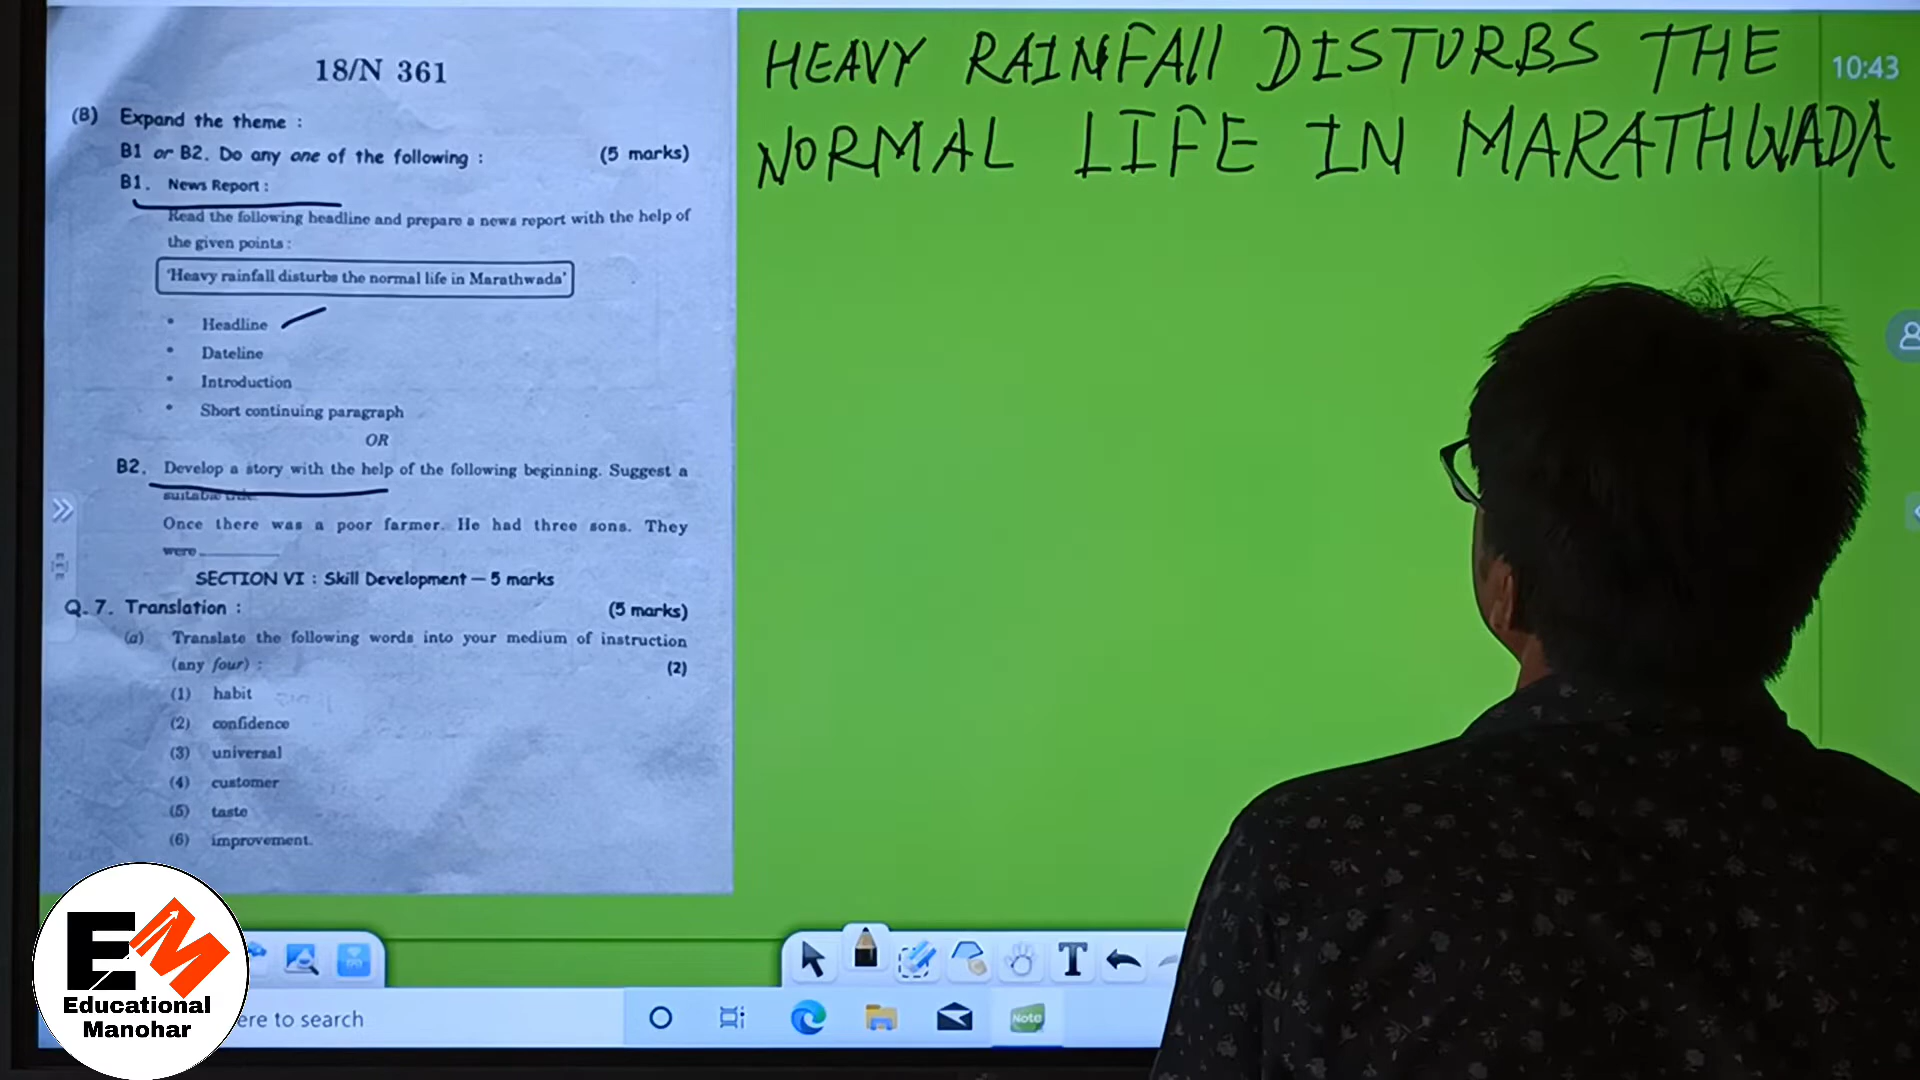 18/N 361
(B) Expand the theme :
B1 or B2. Do any one of the following : (5 marks)
B1. News Report :
Read the following headline and prepare a news report with the help of
the given points :
'Heavy rainfall disturbs the normal life in Marathwada'
• Headline
• Dateline
• Introduction
• Short continuing paragraph
OR
B2. Develop a story with the help of the following beginning. Suggest a
suitable title.
Once there was a poor farmer. He had three sons. They
were
SECTION VI : Skill Development – 5 marks
Q. 7. Translation : (5 marks)
(a) Translate the following words into your medium of instruction
(any four) : (2)
(1) habit
(2) confidence
(3) universal
(4) customer
(5) taste
(6) improvement.
HEAVY RAINFAll DISTURBS THE
NORMAL LIFE IN MARATHWADA
10:43
EM
Educational
Manohar
ere to search
T
Note